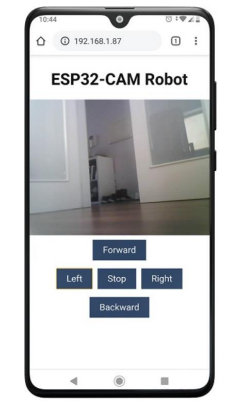 10:44
192.168.1.87
1
ESP32-CAM Robot
Forward
Left Stop Right
Backward